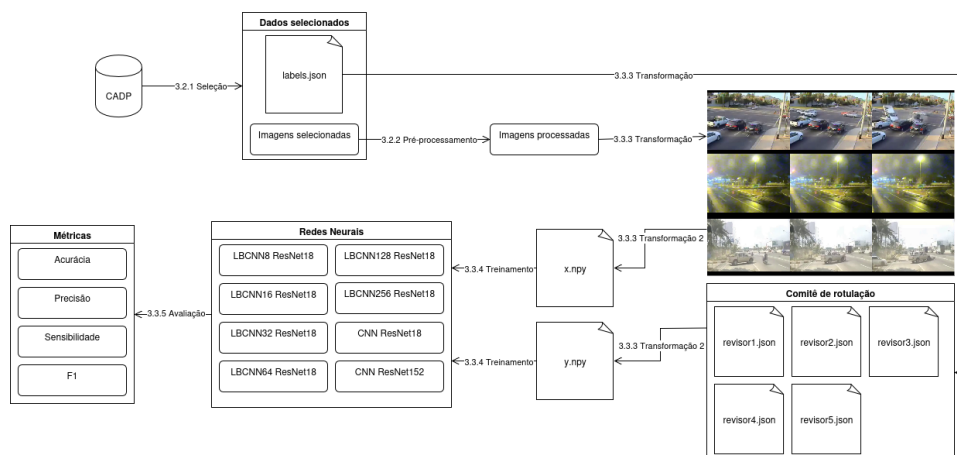 Dados selecionados
labels.json
CADP
3.2.1 Seleção
3.3.3 Transformação
Imagens selecionadas
3.2.2 Pré-processamento
Imagens processadas
3.3.3 Transformação
Métricas
Acurácia
Precisão
Sensibilidade
F1
3.3.5 Avaliação
Redes Neurais
LBCNN8 ResNet18
LBCNN128 ResNet18
LBCNN16 ResNet18
LBCNN256 ResNet18
LBCNN32 ResNet18
CNN ResNet18
LBCNN64 ResNet18
CNN ResNet152
3.3.4 Treinamento
x.npy
3.3.3 Transformação 2
3.3.4 Treinamento
y.npy
3.3.3 Transformação 2
Comitê de rotulação
revisor1.json
revisor2.json
revisor3.json
revisor4.json
revisor5.json